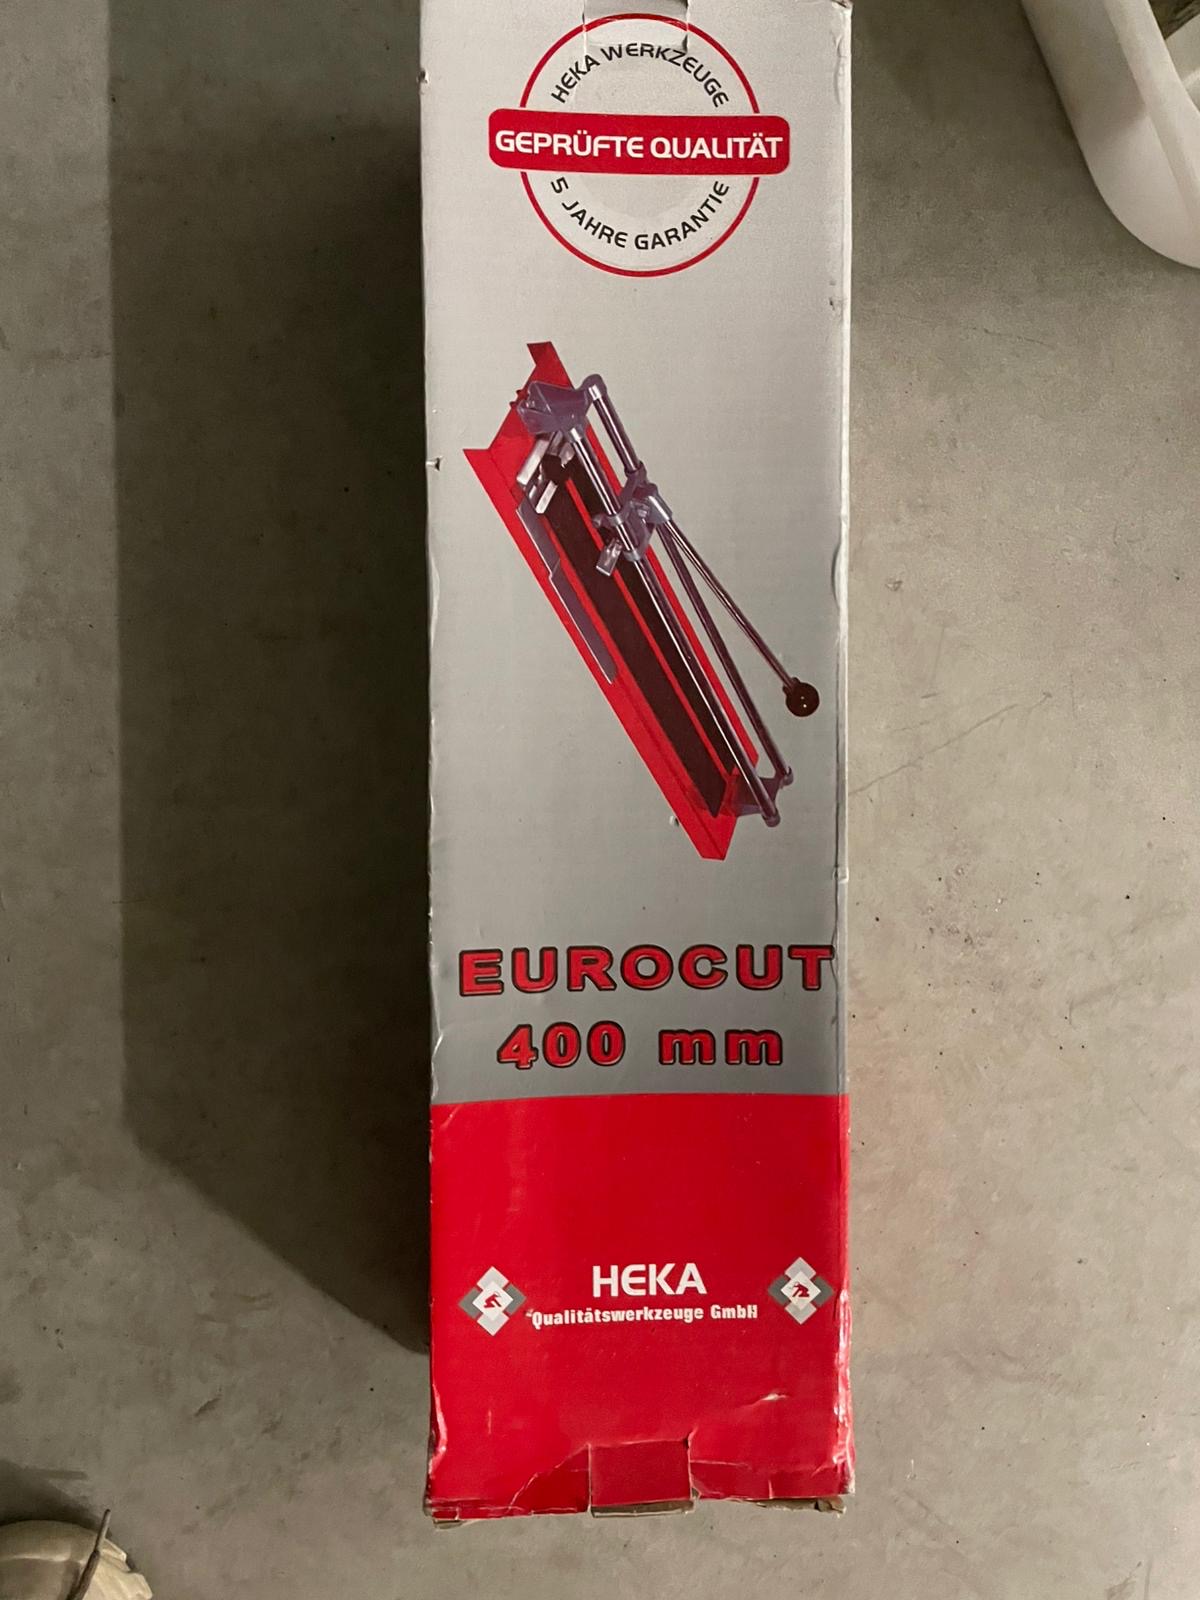 HEKA WERKZEUGE
GEPRÜFTE QUALITÄT
5 JAHRE GARANTIE
EUROCUT
400 mm
HEKA
Qualitätswerkzeuge GmbH